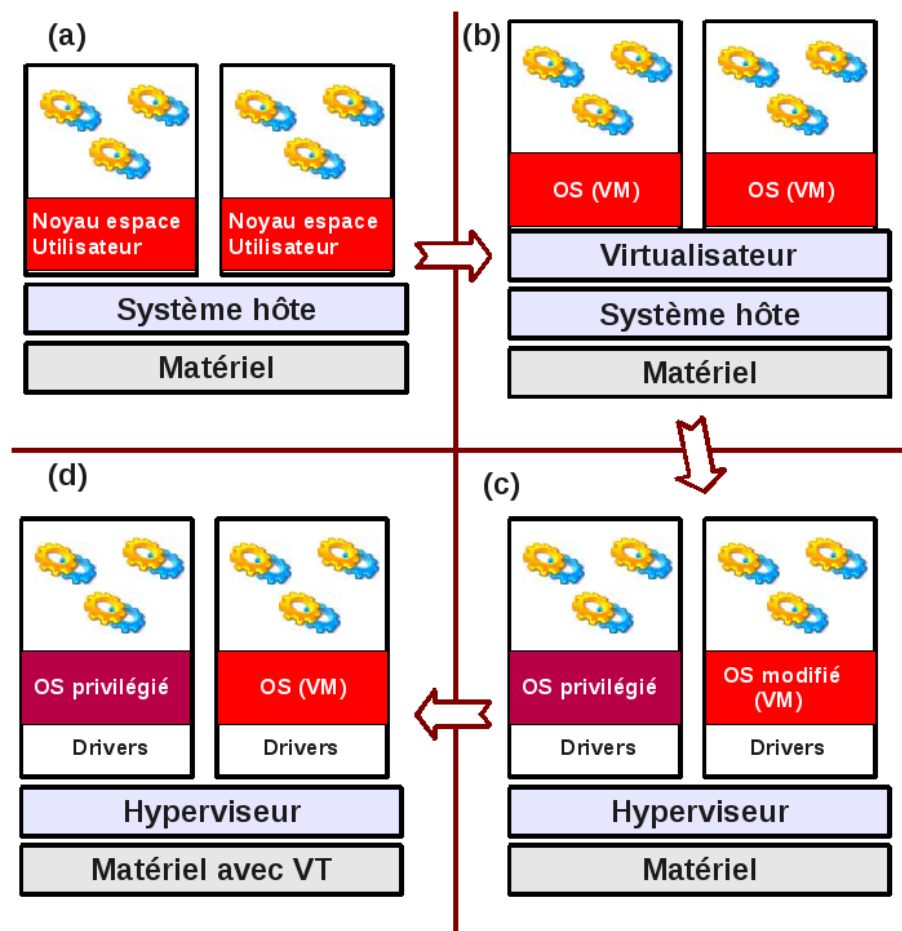 (a)
Noyau espace
Utilisateur
Noyau espace
Utilisateur
Système hôte
Matériel
(b)
OS (VM)
OS (VM)
Virtualisateur
Système hôte
Matériel
(d)
OS privilégié
OS (VM)
Drivers
Drivers
Hyperviseur
Matériel avec VT
(c)
OS privilégié
OS modifié
(VM)
Drivers
Drivers
Hyperviseur
Matériel